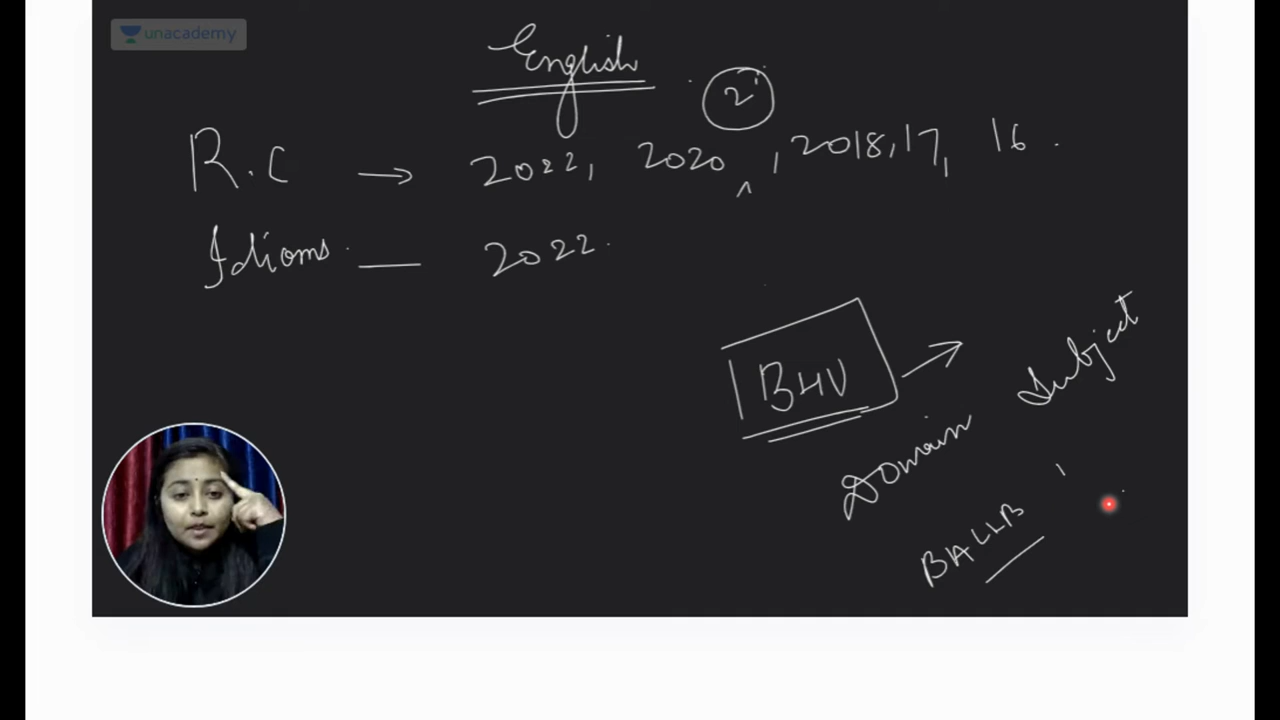 unacademy
English
2
R.C → 2022, 2020 , 2018,17, 16 .
^
Idioms — 2022.
BHU →
Domain Subject
BALLB ,